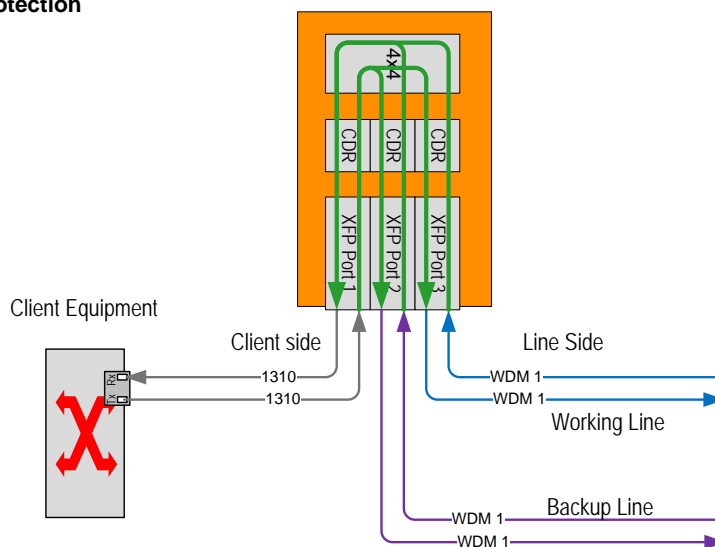 otection
4x4
CDR
CDR
CDR
XFP Port 1
XFP Port 2
XFP Port 3
Client Equipment
Client side
Line Side
Rx
Tx
1310
1310
WDM 1
WDM 1
Working Line
Backup Line
WDM 1
WDM 1